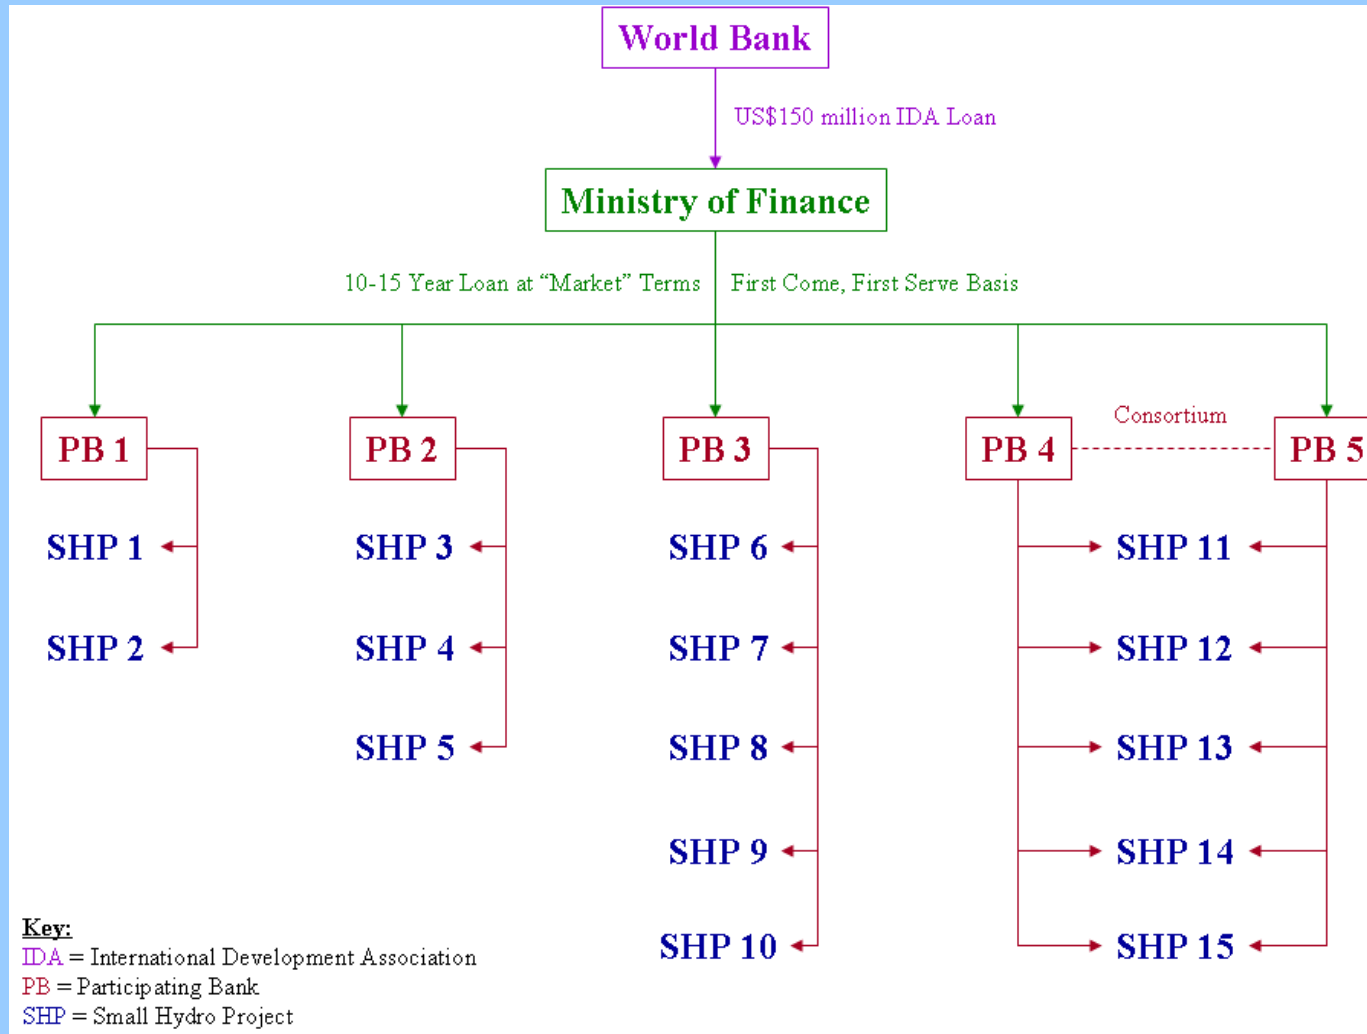 World Bank
US$150 million IDA Loan
Ministry of Finance
10-15 Year Loan at “Market” Terms
First Come, First Serve Basis
Consortium
PB 1
PB 2
PB 3
PB 4
PB 5
SHP 1
SHP 3
SHP 6
SHP 11
SHP 2
SHP 4
SHP 7
SHP 12
SHP 5
SHP 8
SHP 13
SHP 9
SHP 14
SHP 10
SHP 15
Key:
IDA = International Development Association
PB = Participating Bank
SHP = Small Hydro Project